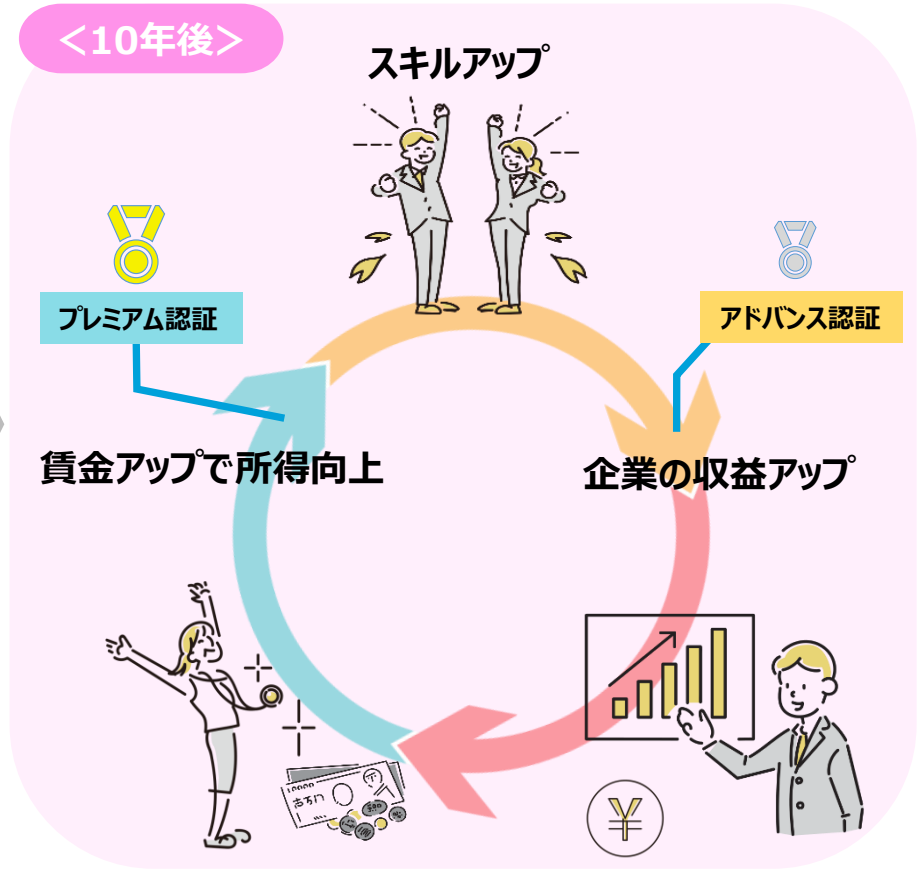 ＜10年後＞
スキルアップ
プレミアム認証
アドバンス認証
賃金アップで所得向上
企業の収益アップ
10000
¥